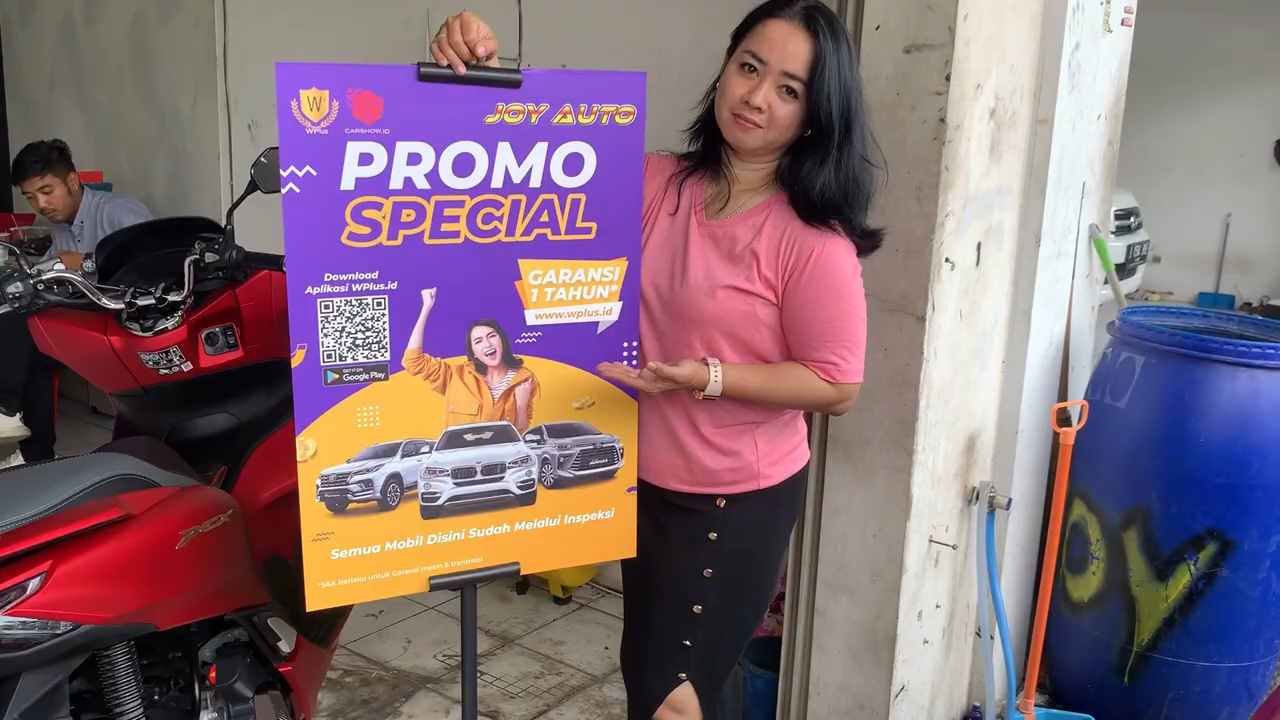 W
WPlus
CARSHOW.ID
JOY AUTO
PROMO
SPECIAL
Download
Aplikasi WPlus.id
GET IT ON
Google Play
GARANSI
1 TAHUN*
www.wplus.id
Semua Mobil Disini Sudah Melalui Inspeksi
*S&K berlaku untuk Garansi mesin & transmisi
PCX
OY